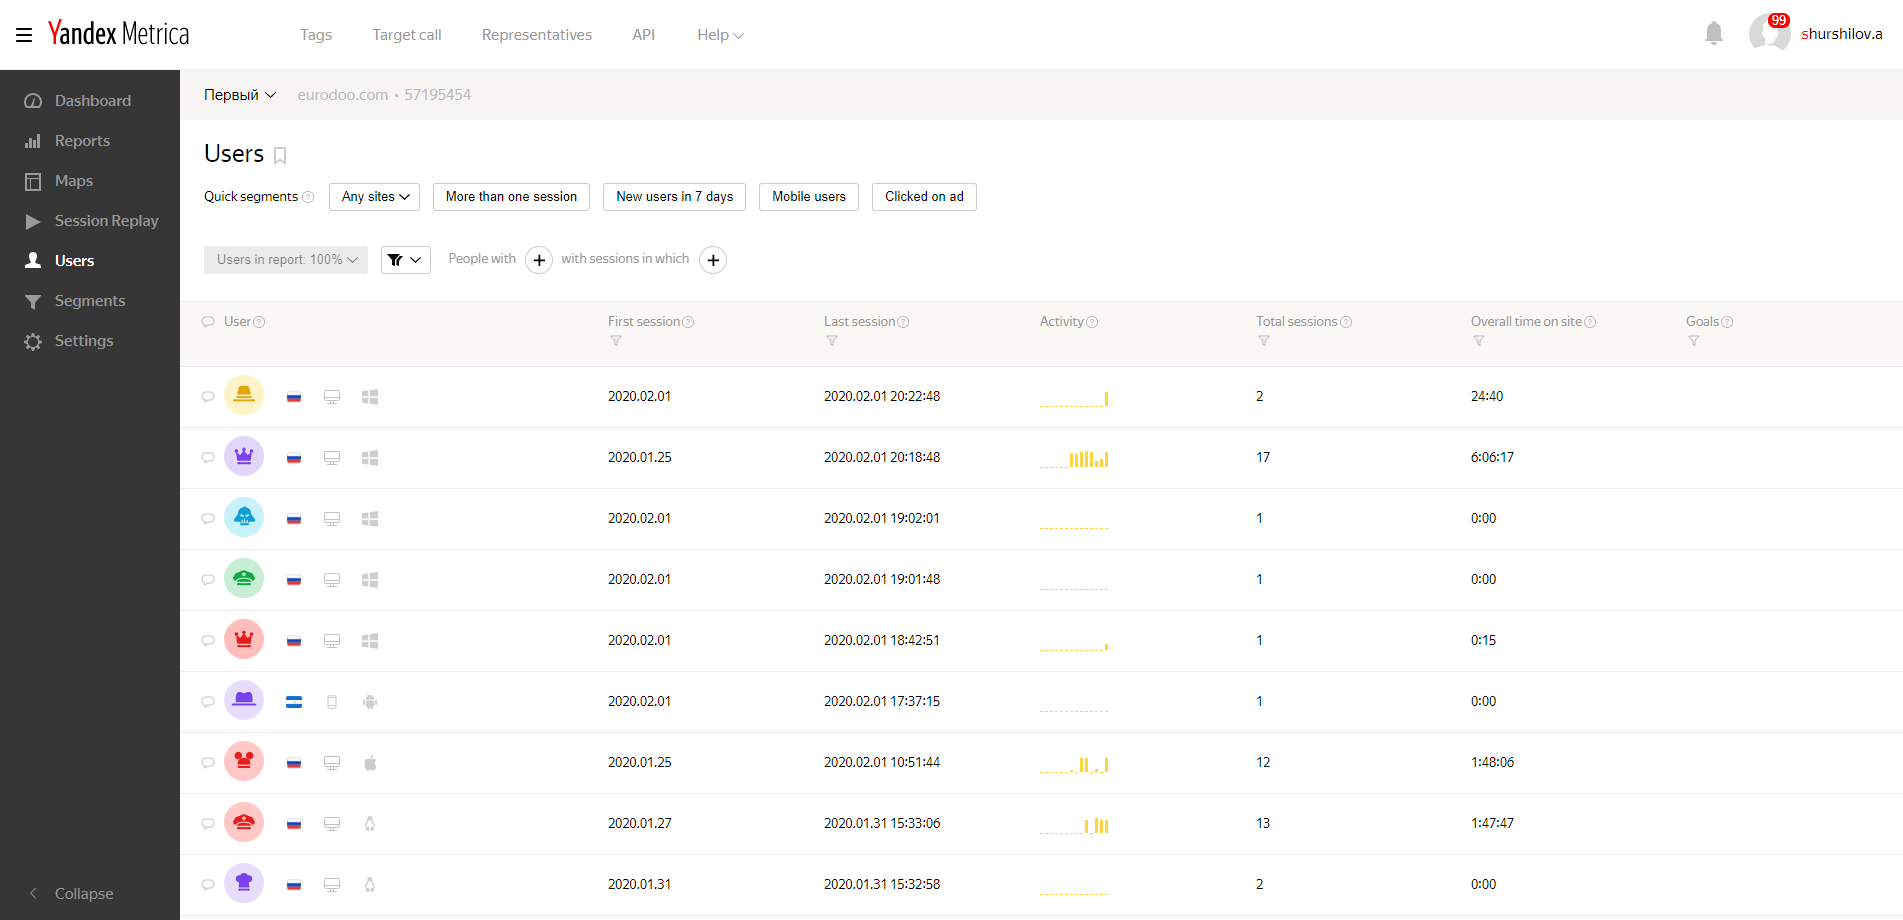 Yandex Metrica
Tags
Target call
Representatives
API
Help
99
shurshilov.a
Dashboard
Reports
Maps
Session Replay
Users
Segments
Settings
Collapse
Первый
eurodoo.com • 57195454
Users
Quick segments ?
Any sites
More than one session
New users in 7 days
Mobile users
Clicked on ad
Users in report: 100%
People with + with sessions in which +
User ? First session ? Last session ? Activity ? Total sessions ? Overall time on site ? Goals ?
2020.02.01 2020.02.01 20:22:48 2 24:40
2020.01.25 2020.02.01 20:18:48 17 6:06:17
2020.02.01 2020.02.01 19:02:01 1 0:00
2020.02.01 2020.02.01 19:01:48 1 0:00
2020.02.01 2020.02.01 18:42:51 1 0:15
2020.02.01 2020.02.01 17:37:15 1 0:00
2020.01.25 2020.02.01 10:51:44 12 1:48:06
2020.01.27 2020.01.31 15:33:06 13 1:47:47
2020.01.31 2020.01.31 15:32:58 2 0:00